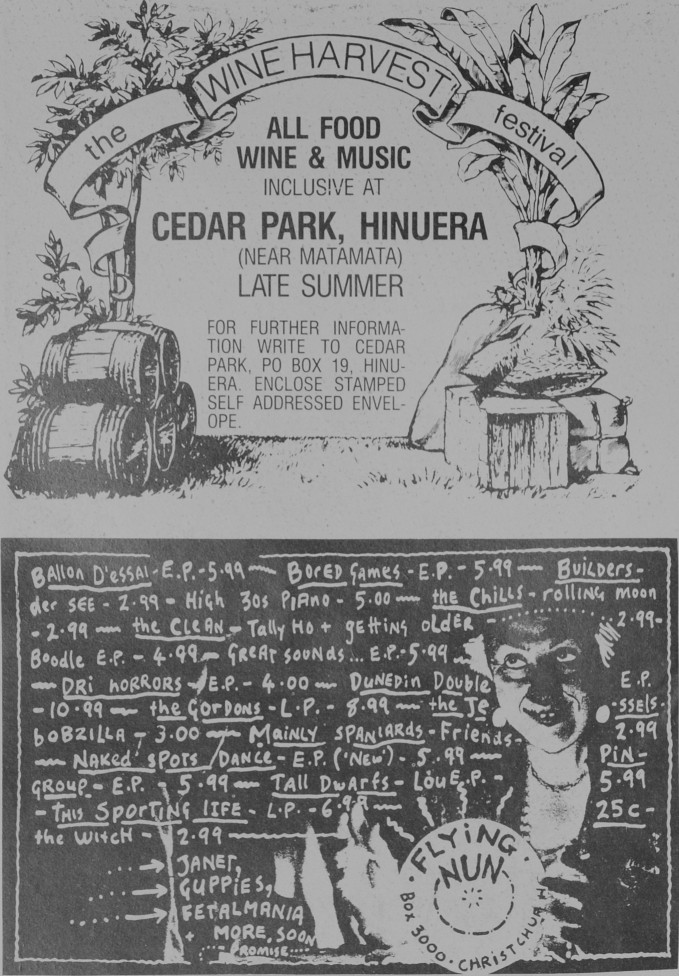 the WINE HARVEST festival
ALL FOOD
WINE & MUSIC
INCLUSIVE AT
CEDAR PARK, HINUERA
(NEAR MATAMATA)
LATE SUMMER
FOR FURTHER INFORMA-
TION WRITE TO CEDAR
PARK, PO BOX 19, HINU-
ERA. ENCLOSE STAMPED
SELF ADDRESSED ENVEL-
OPE.
BALLON D'ESSAI - E.P. - 5.99 — BORED GAMES - E.P. - 5.99 — BUILDERS -
der SEE - 2.99 - High 30s PIANO - 5.00 — the CHILLS - rolling moon
- 2.99 — the CLEAN - Tally Ho + gETTING oldER - 2.99 -
Boodle E.P. - 4.99 - GREAT SOUNDS... E.P. - 5.99 —
— DRI HORRORS - E.P. - 4.00 — DUNEDIN DOUBLE E.P.
- 10.99 — the GORDONS - L.P. - 8.99 — the JE -SSELS -
boBZILLA - 3.00 — MAINLY SPANIARDS - Friends - 2.99
— NAKED SPOTS DANCE - E.P. ('NEW') - 5.99 — PIN -
GROUP - E.P. - 5.99 — TALL DWARFS - LOUIE.P. - 5.99
- THIS SPORTING LIFE - L.P. - 6.99 — 25c -
the WITCH - 2.99
JANET,
GUPPIES,
FETALMANIA
+ MORE, SOON
PROMISE
FLYING NUN
BOX 3000 · CHRISTCHURCH